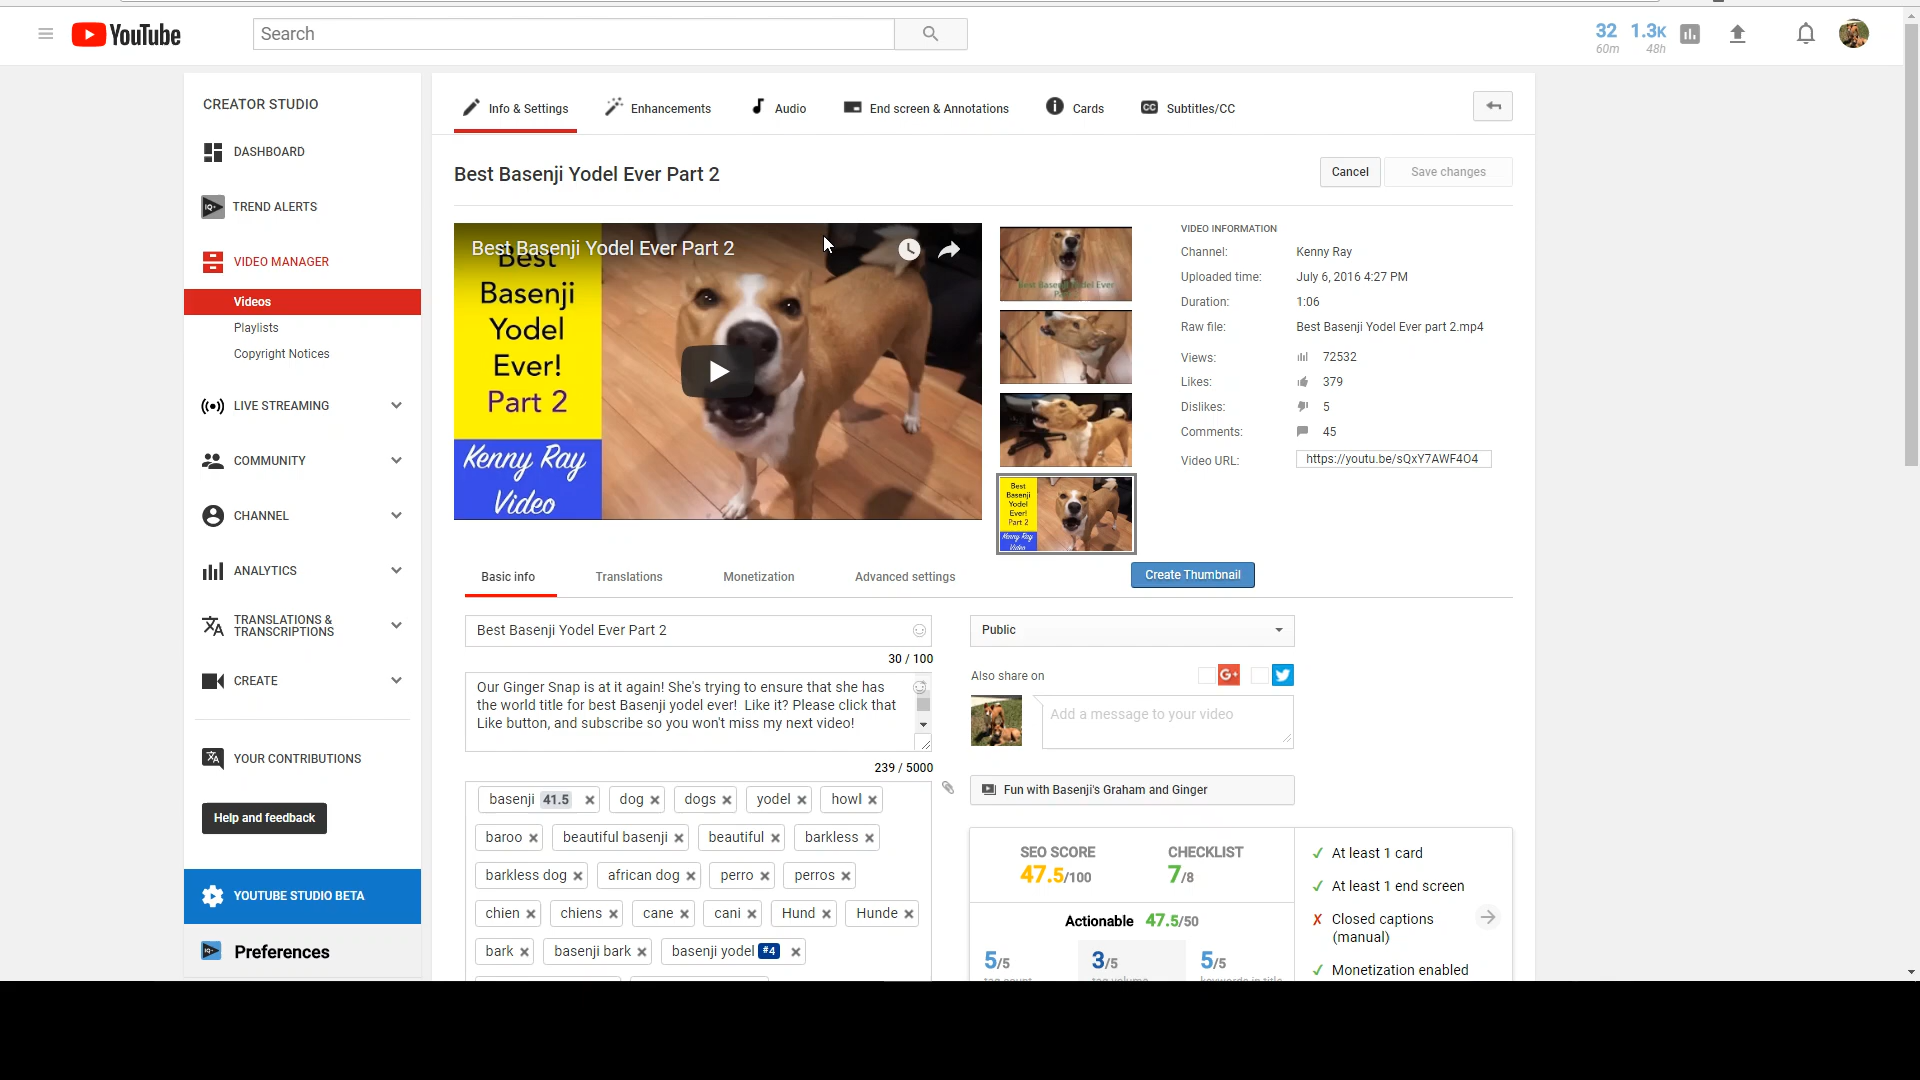 YouTube
Search
32
60m
1.3K
48h
CREATOR STUDIO
DASHBOARD
TREND ALERTS
VIDEO MANAGER
Videos
Playlists
Copyright Notices
LIVE STREAMING
COMMUNITY
CHANNEL
ANALYTICS
TRANSLATIONS &
TRANSCRIPTIONS
CREATE
YOUR CONTRIBUTIONS
Help and feedback
YOUTUBE STUDIO BETA
Preferences
Info & Settings
Enhancements
Audio
End screen & Annotations
Cards
CC Subtitles/CC
Best Basenji Yodel Ever Part 2
Cancel
Save changes
Best Basenji Yodel Ever Part 2
Best
Basenji
Yodel
Ever!
Part 2
Kenny Ray
Video
Best
Basenji
Yodel
Ever!
Part 2
Kenny Ray
Video
VIDEO INFORMATION
Channel: Kenny Ray
Uploaded time: July 6, 2016 4:27 PM
Duration: 1:06
Raw file: Best Basenji Yodel Ever part 2.mp4
Views: 72532
Likes: 379
Dislikes: 5
Comments: 45
Video URL: https://youtu.be/sQxY7AWF4O4
Basic info
Translations
Monetization
Advanced settings
Create Thumbnail
Best Basenji Yodel Ever Part 2
30 / 100
Our Ginger Snap is at it again! She's trying to ensure that she has
the world title for best Basenji yodel ever! Like it? Please click that
Like button, and subscribe so you won't miss my next video!
239 / 5000
basenji 41.5 × dog × dogs × yodel × howl ×
baroo × beautiful basenji × beautiful × barkless ×
barkless dog × african dog × perro × perros ×
chien × chiens × cane × cani × Hund × Hunde ×
bark × basenji bark × basenji yodel #4 ×
Public
Also share on
G+
Add a message to your video
Fun with Basenji's Graham and Ginger
SEO SCORE
47.5/100
CHECKLIST
7/8
Actionable 47.5/50
5/5
3/5
5/5
✓ At least 1 card
✓ At least 1 end screen
X Closed captions
(manual)
✓ Monetization enabled